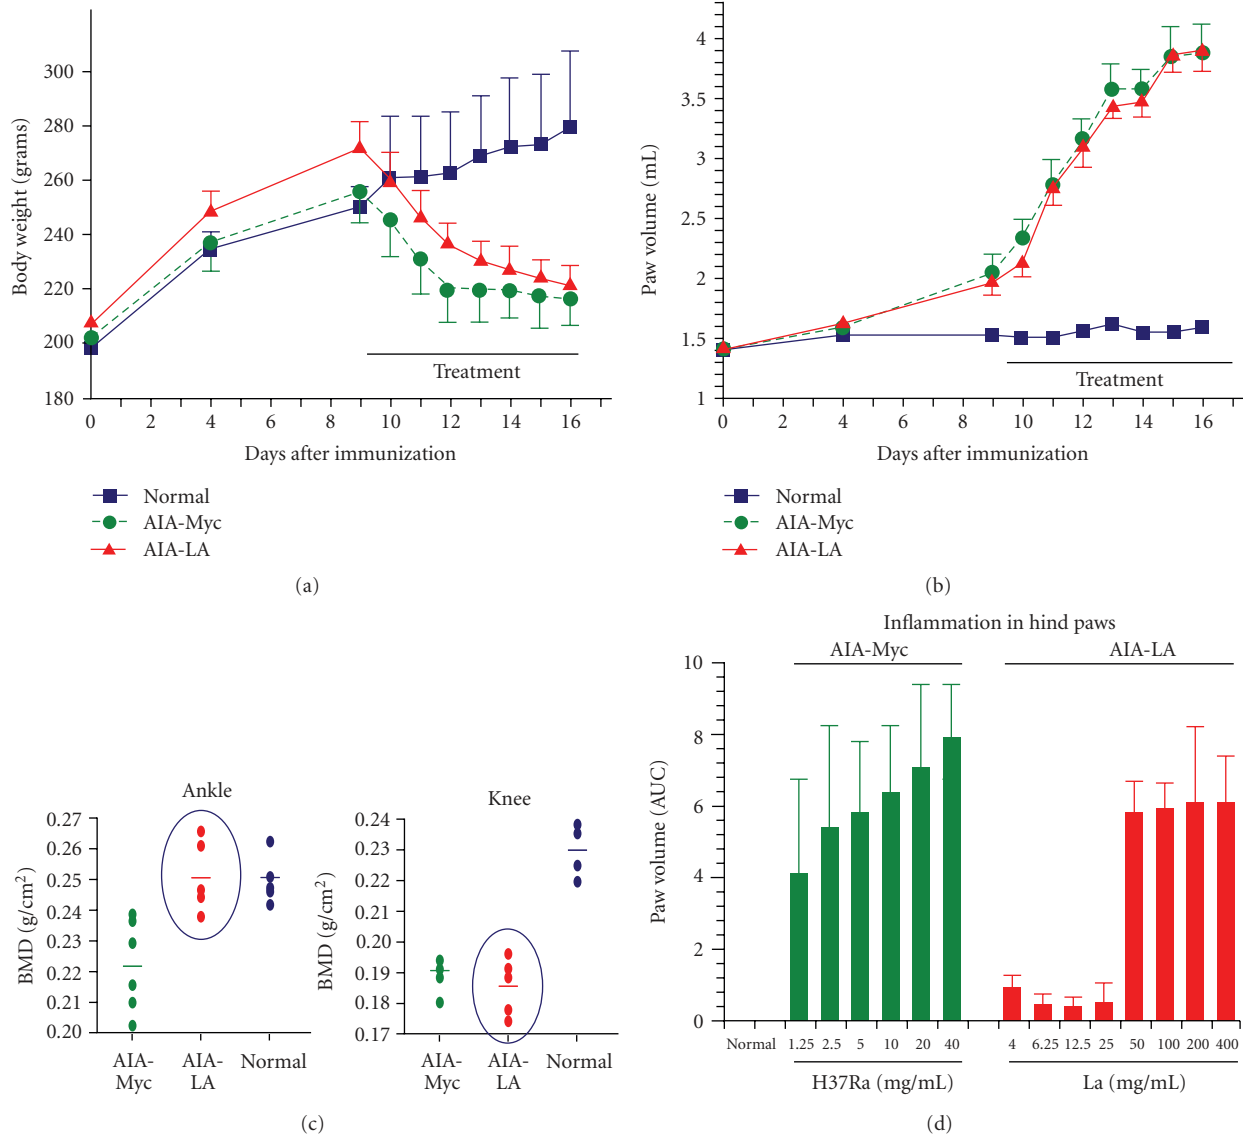 300
280
260
240
220
200
180
Body weight (grams)
0 2 4 6 8 10 12 14 16
Treatment
Days after immunization
Normal
AIA-Myc
AIA-LA
(a)
4
3.5
3
2.5
2
1.5
1
Paw volume (mL)
0 2 4 6 8 10 12 14 16
Treatment
Days after immunization
Normal
AIA-Myc
AIA-LA
(b)
Ankle
0.27
0.26
0.25
0.24
0.23
0.22
0.21
0.20
BMD (g/cm²)
AIA-Myc AIA-LA Normal
Knee
0.24
0.23
0.22
0.21
0.20
0.19
0.18
0.17
BMD (g/cm²)
AIA-Myc AIA-LA Normal
(c)
Inflammation in hind paws
AIA-Myc AIA-LA
10
8
6
4
2
0
Paw volume (AUC)
Normal 1.25 2.5 5 10 20 40 4 6.25 12.5 25 50 100 200 400
H37Ra (mg/mL) La (mg/mL)
(d)